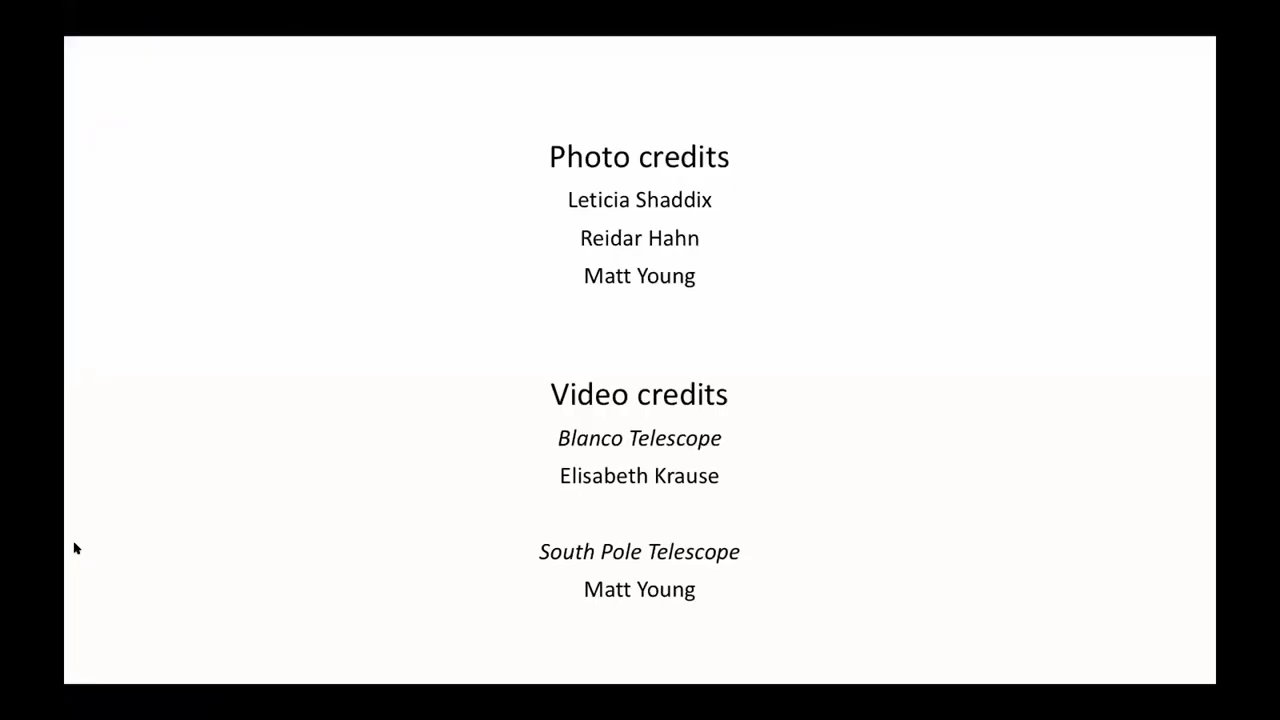 Photo credits
Leticia Shaddix
Reidar Hahn
Matt Young
Video credits
Blanco Telescope
Elisabeth Krause
South Pole Telescope
Matt Young